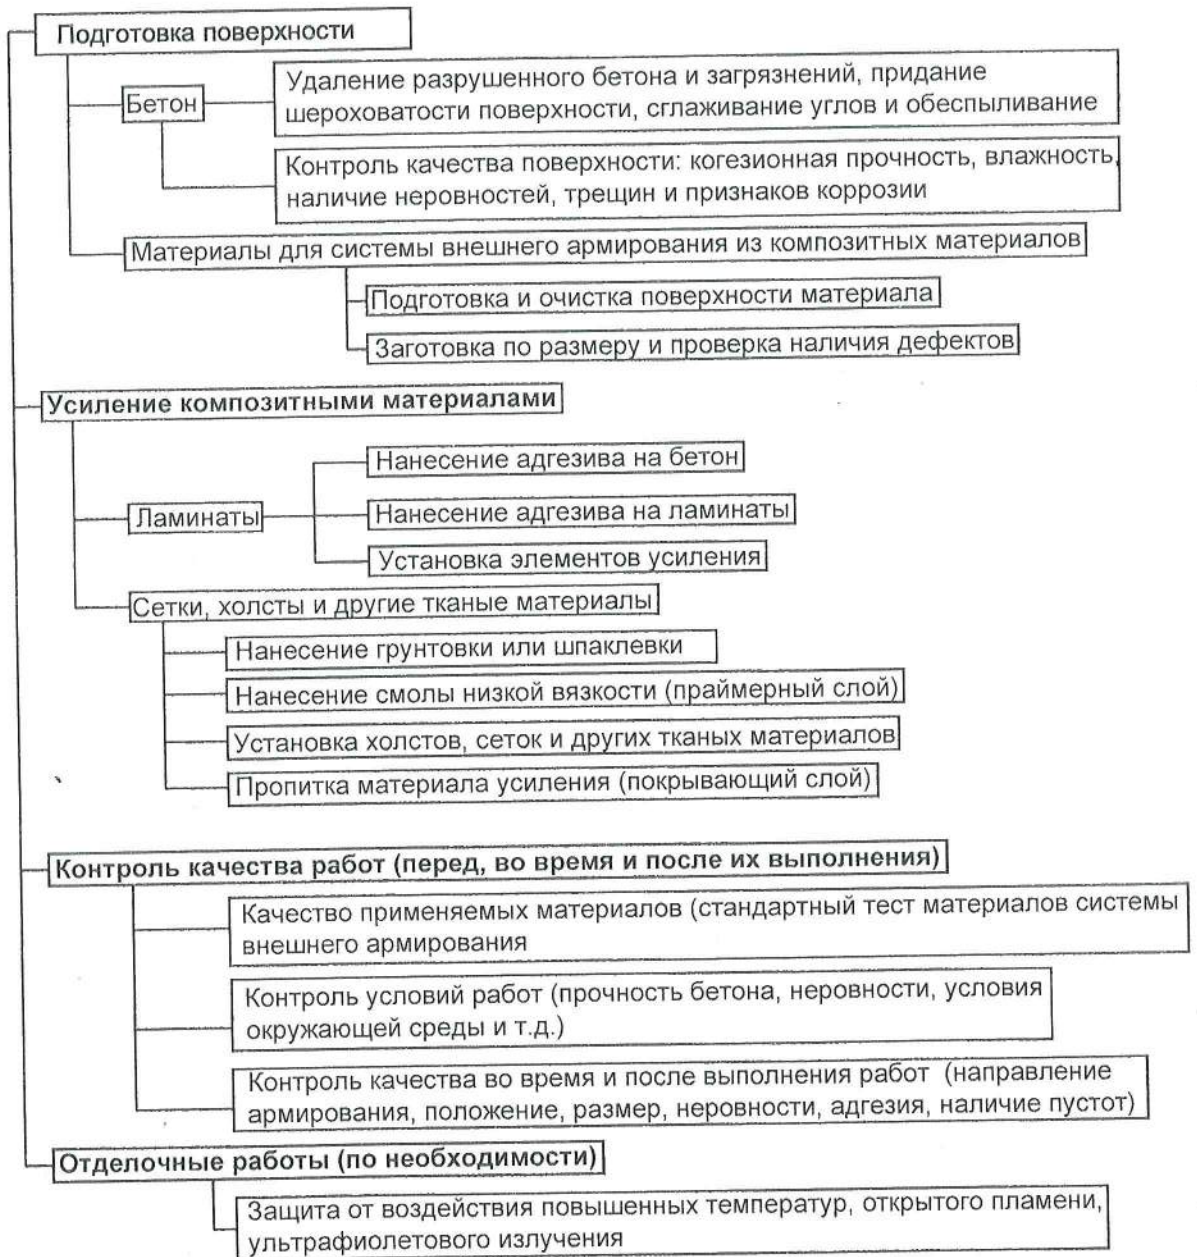 Подготовка поверхности
Бетон
Удаление разрушенного бетона и загрязнений, придание
шероховатости поверхности, сглаживание углов и обеспыливание
Контроль качества поверхности: когезионная прочность, влажность,
наличие неровностей, трещин и признаков коррозии
Материалы для системы внешнего армирования из композитных материалов
Подготовка и очистка поверхности материала
Заготовка по размеру и проверка наличия дефектов
Усиление композитными материалами
Ламинаты
Нанесение адгезива на бетон
Нанесение адгезива на ламинаты
Установка элементов усиления
Сетки, холсты и другие тканые материалы
Нанесение грунтовки или шпаклевки
Нанесение смолы низкой вязкости (праймерный слой)
Установка холстов, сеток и других тканых материалов
Пропитка материала усиления (покрывающий слой)
Контроль качества работ (перед, во время и после их выполнения)
Качество применяемых материалов (стандартный тест материалов системы
внешнего армирования
Контроль условий работ (прочность бетона, неровности, условия
окружающей среды и т.д.)
Контроль качества во время и после выполнения работ (направление
армирования, положение, размер, неровности, адгезия, наличие пустот)
Отделочные работы (по необходимости)
Защита от воздействия повышенных температур, открытого пламени,
ультрафиолетового излучения